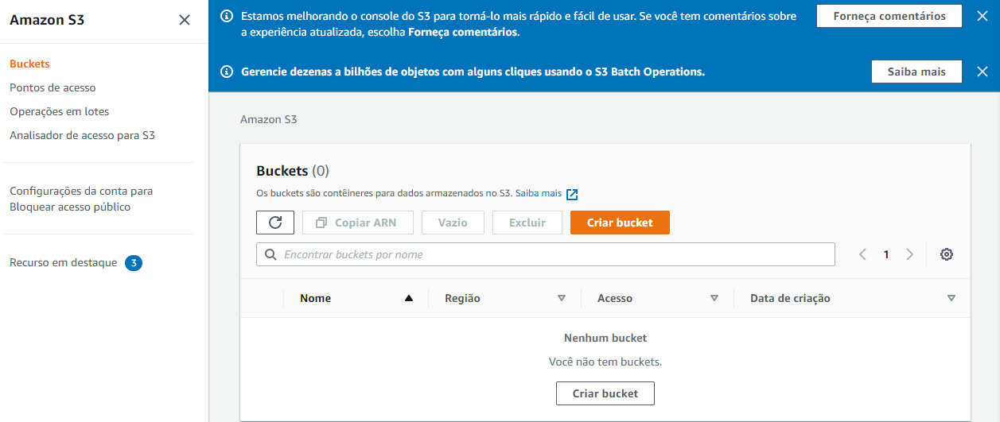 Amazon S3
Buckets
Pontos de acesso
Operações em lotes
Analisador de acesso para S3
Configurações da conta para
Bloquear acesso público
Recurso em destaque 3
Estamos melhorando o console do S3 para torná-lo mais rápido e fácil de usar. Se você tem comentários sobre
a experiência atualizada, escolha Forneça comentários.
Forneça comentários
Gerencie dezenas a bilhões de objetos com alguns cliques usando o S3 Batch Operations.
Saiba mais
Amazon S3
Buckets (0)
Os buckets são contêineres para dados armazenados no S3. Saiba mais
Copiar ARN Vazio Excluir Criar bucket
Encontrar buckets por nome 1
Nome Região Acesso Data de criação
Nenhum bucket
Você não tem buckets.
Criar bucket